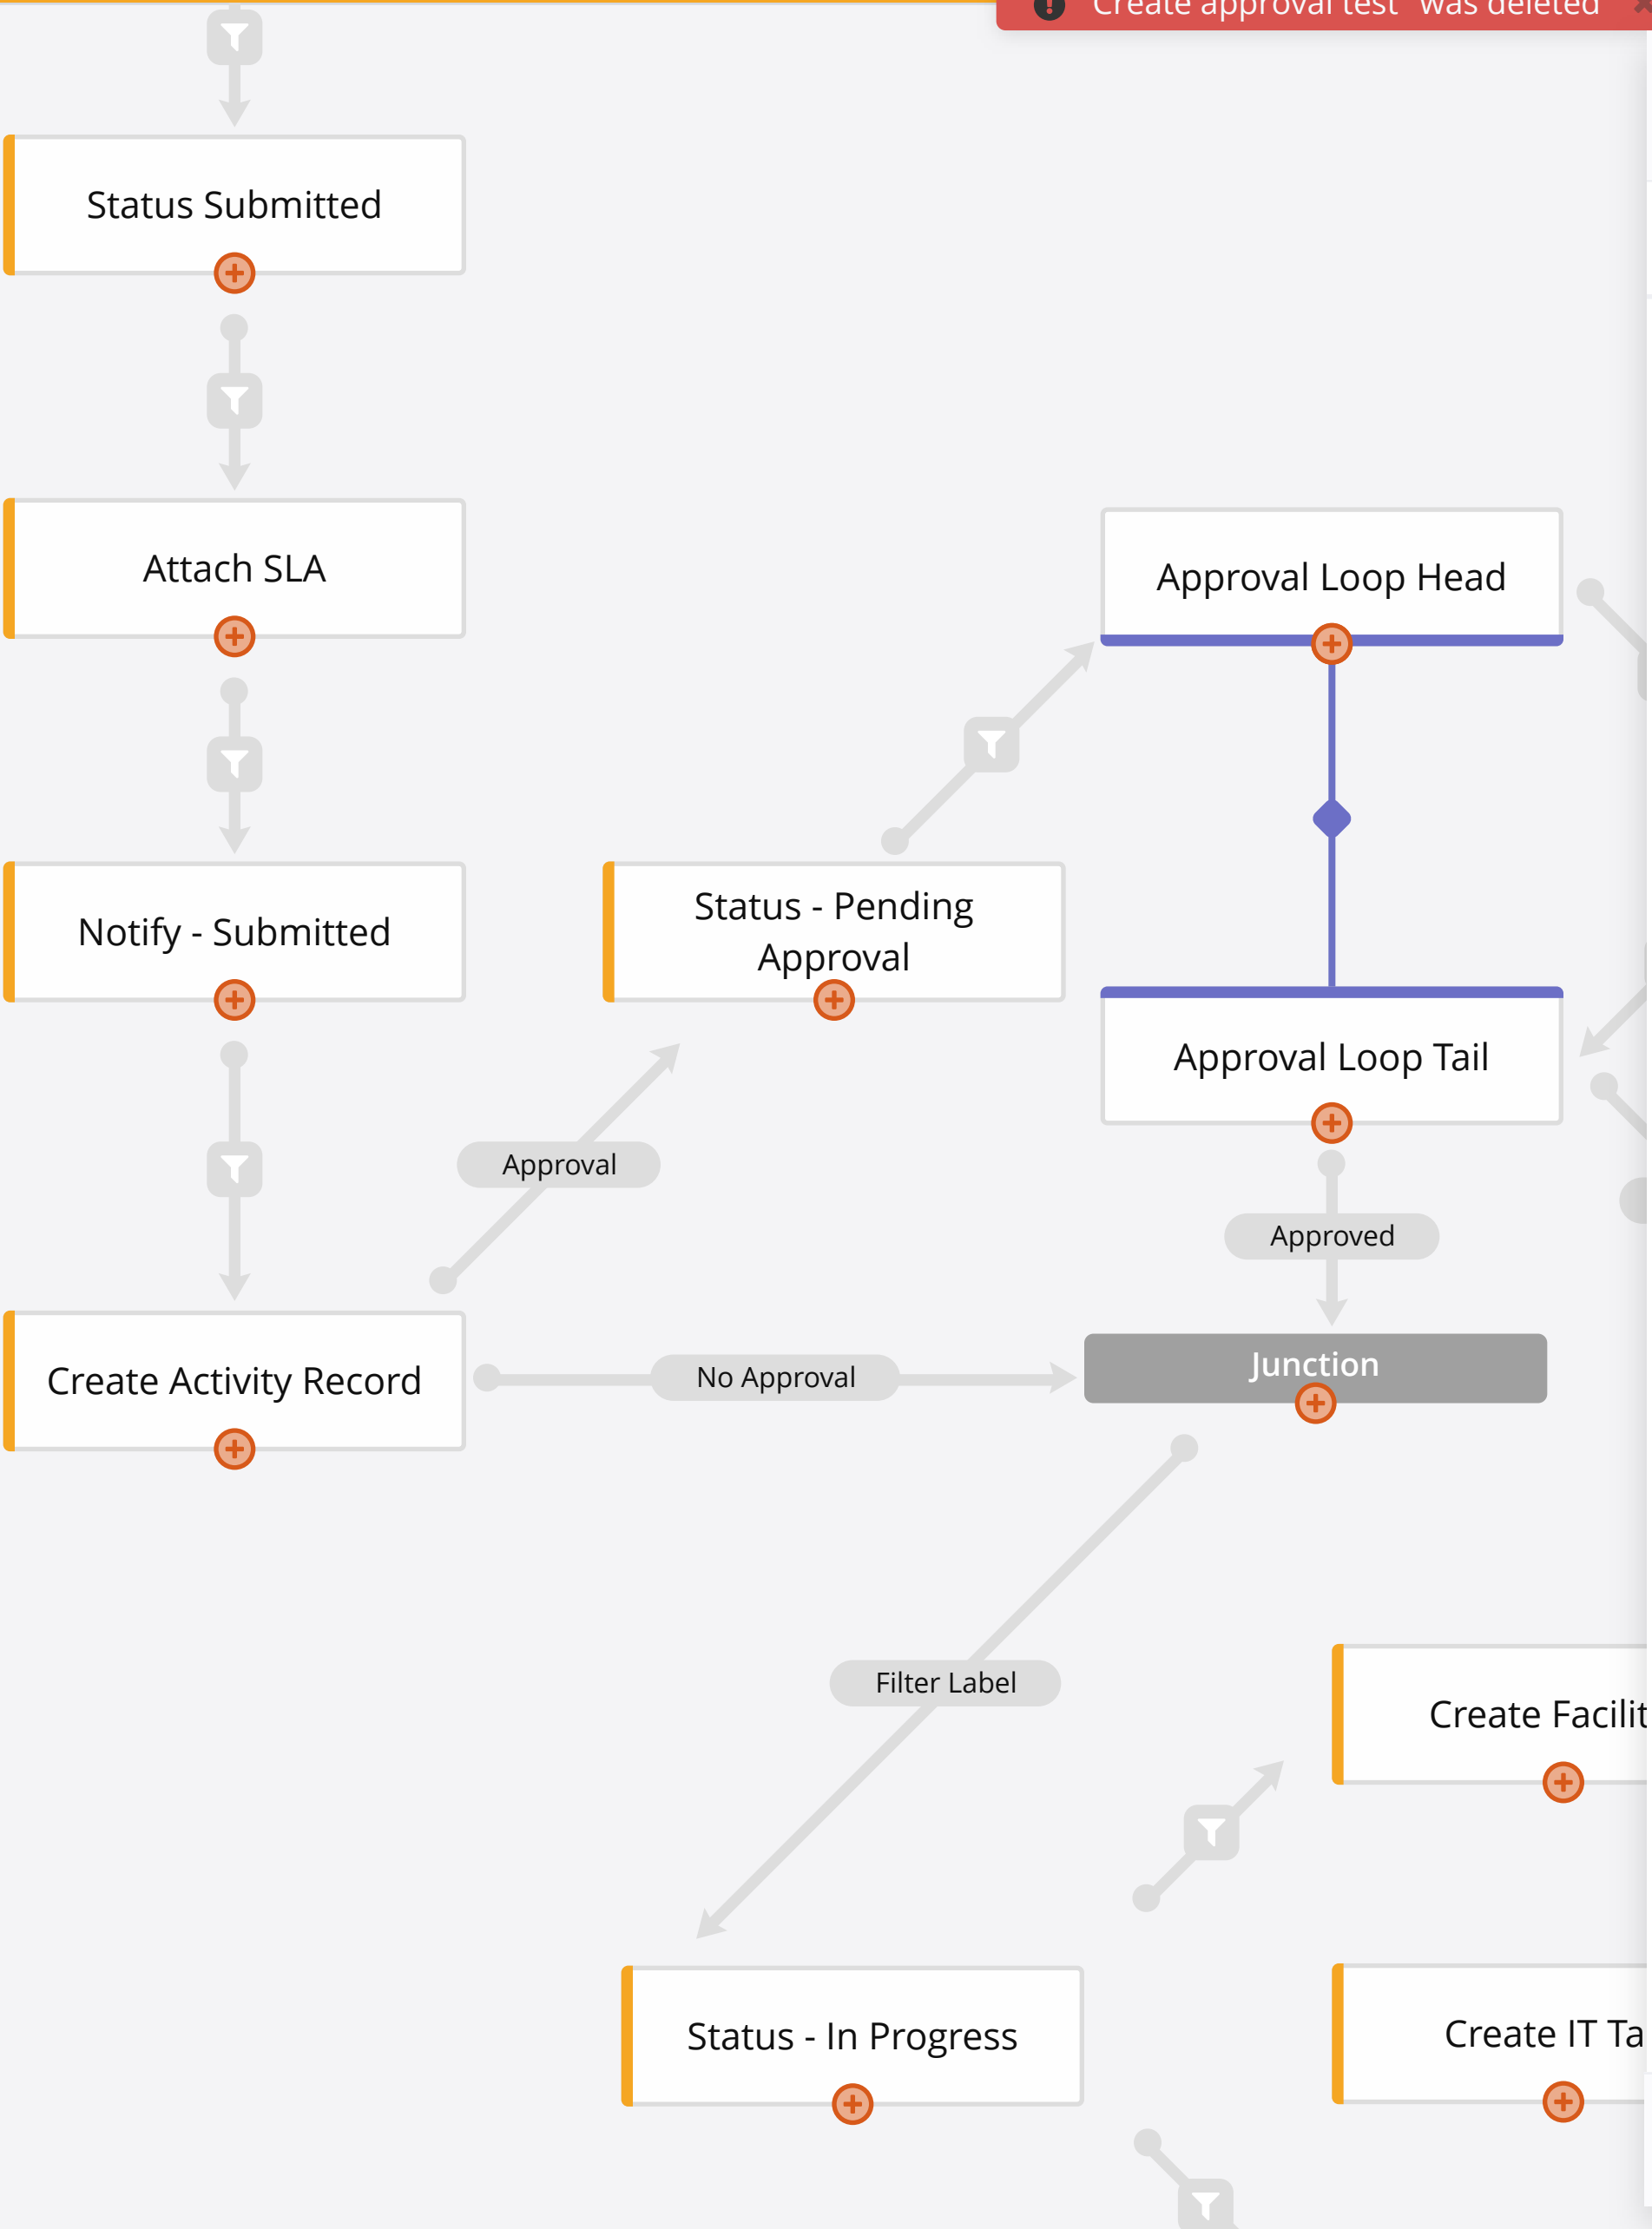 Create approval test" was deleted
Status Submitted
Attach SLA
Approval Loop Head
Notify - Submitted
Status - Pending
Approval
Approval Loop Tail
Approval
Approved
Create Activity Record
No Approval
Junction
Filter Label
Create Facilit
Status - In Progress
Create IT Ta